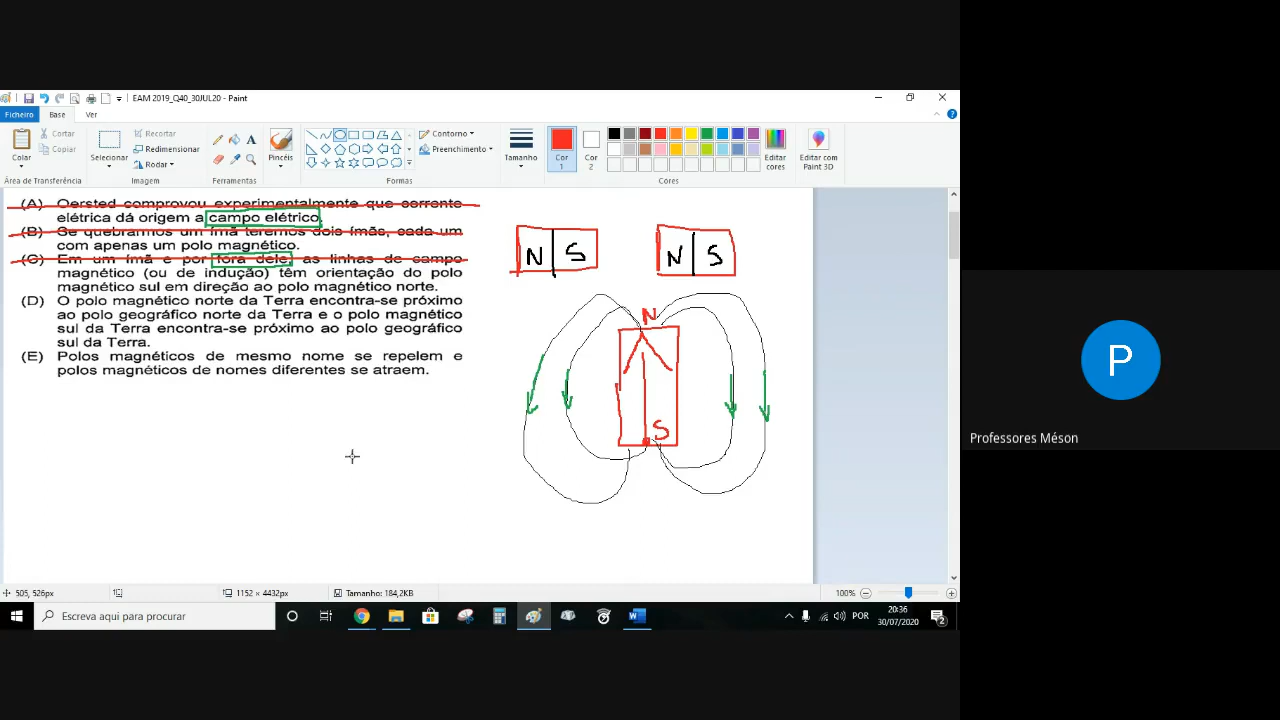 EAM 2019_Q40_30JUL20 - Paint
Ficheiro Base Ver
Colar
Cortar
Copiar
Área de Transferência
Selecionar
Recortar
Redimensionar
Rodar
Imagem
A
Ferramentas
Pincéis
Contorno
Preenchimento
Formas
Tamanho
Cor
1
Cor
2
Editar
cores
Cores
Editar com
Paint 3D
(A) Oersted comprovou experimentalmente que corrente
elétrica dá origem a campo elétrico.
(B) Se quebrarmos um ímã teremos dois ímãs, cada um
com apenas um polo magnético.
(C) Em um ímã e por fora dele, as linhas de campo
magnético (ou de indução) têm orientação do polo
magnético sul em direção ao polo magnético norte.
(D) O polo magnético norte da Terra encontra-se próximo
ao polo geográfico norte da Terra e o polo magnético
sul da Terra encontra-se próximo ao polo geográfico
sul da Terra.
(E) Polos magnéticos de mesmo nome se repelem e
polos magnéticos de nomes diferentes se atraem.
N S N S
N
S
P
Professores Méson
505, 526px
1152 × 4432px
Tamanho: 184,2KB
100%
Escreva aqui para procurar
POR
20:36
30/07/2020
2